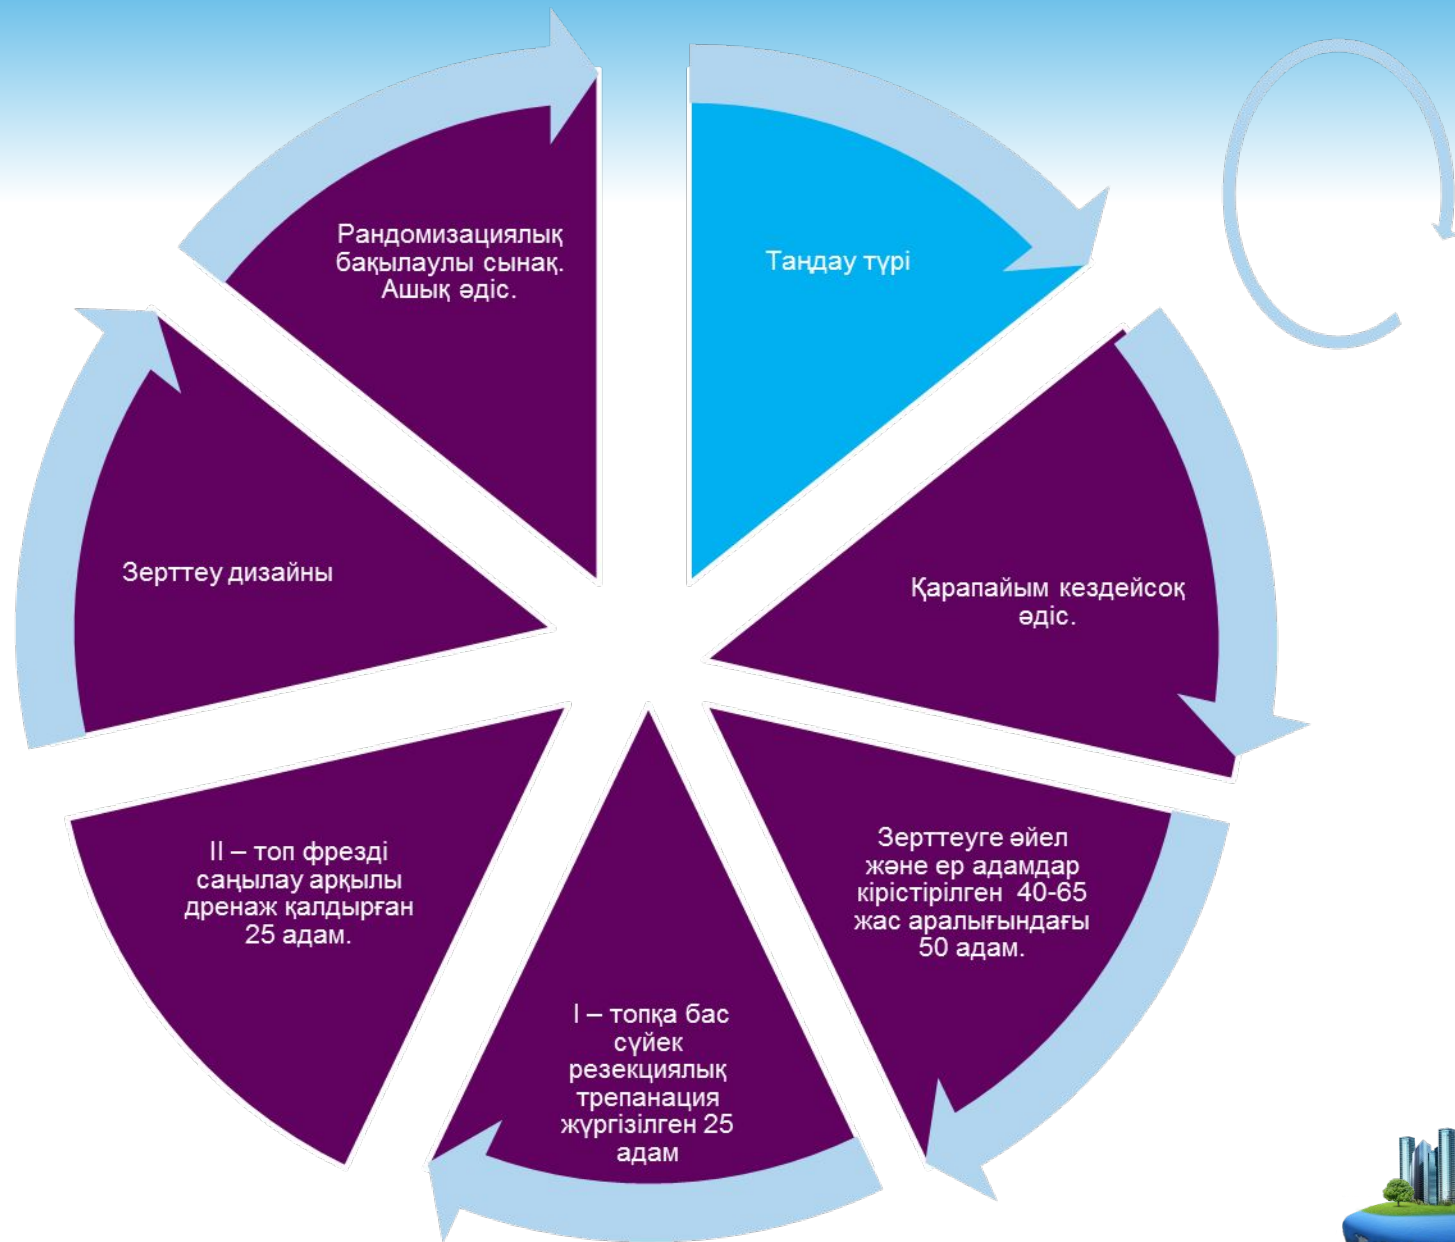 Таңдау түрі
Қарапайым кездейсоқ
әдіс.
Зерттеуге әйел
және ер адамдар
кірістірілген 40-65
жас аралығындағы
50 адам.
I – топқа бас
сүйек
резекциялық
трепанация
жүргізілген 25
адам
II – топ фрезді
саңылау арқылы
дренаж қалдырған
25 адам.
Зерттеу дизайны
Рандомизациялық
бақылаулы сынақ.
Ашық әдіс.